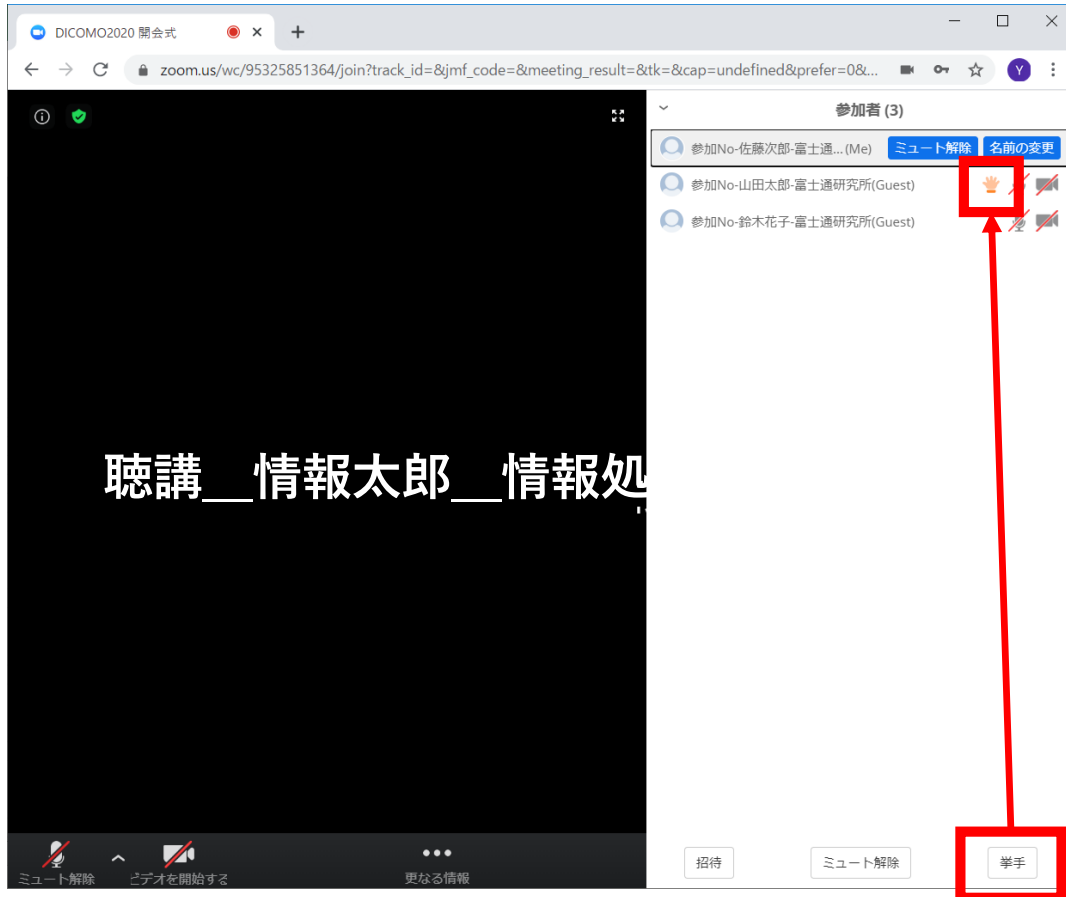 DICOMO2020 開会式
zoom.us/wc/95325851364/join?track_id=&jmf_code=&meeting_result=&tk=&cap=undefined&prefer=0&...
Y
参加者 (3)
参加No-佐藤次郎-富士通...(Me) ミュート解除 名前の変更
参加No-山田太郎-富士通研究所(Guest)
参加No-鈴木花子-富士通研究所(Guest)
聴講__情報太郎__情報処
ミュート解除 ビデオを開始する 更なる情報 招待 ミュート解除 挙手